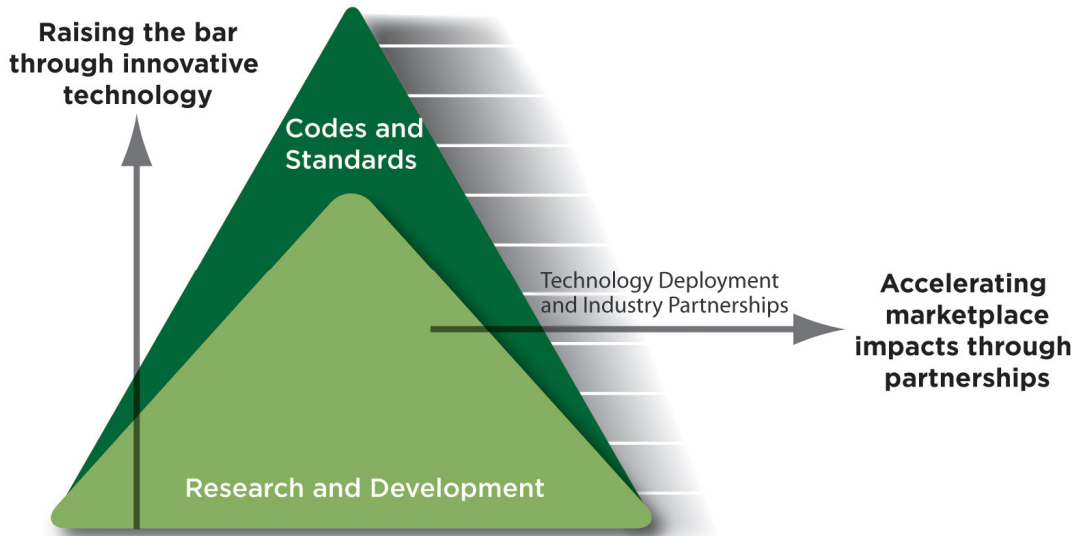 Raising the bar
through innovative
technology
Codes and
Standards
Technology Deployment
and Industry Partnerships
Accelerating
marketplace
impacts through
partnerships
Research and Development